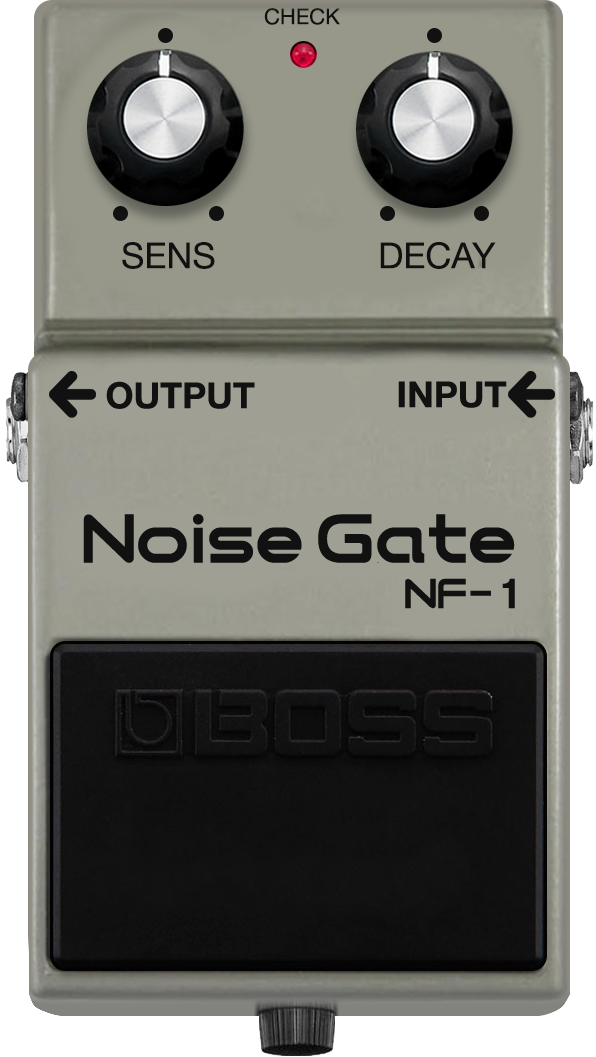 CHECK
SENS DECAY
OUTPUT INPUT
Noise Gate
NF-1
BOSS